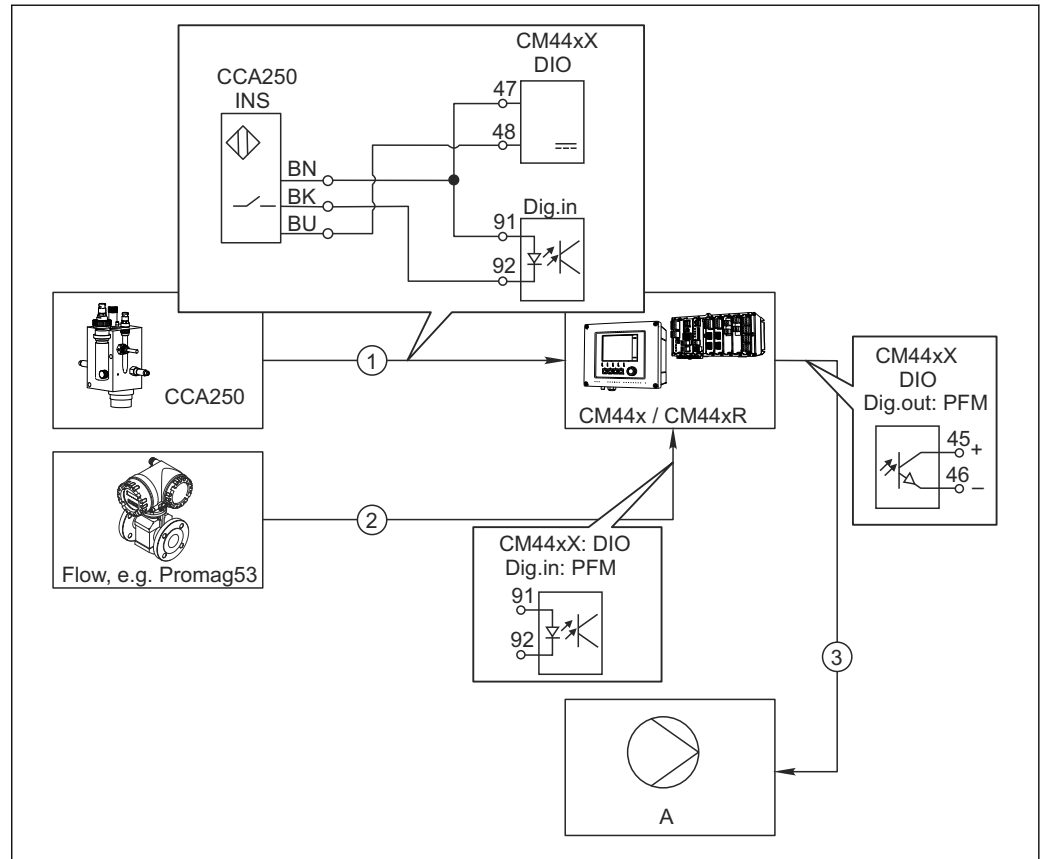 CM44xX
DIO
CCA250
INS
47
48
BN
BK
BU
Dig.in
91
92
CCA250
1
CM44x / CM44xR
CM44xX
DIO
Dig.out: PFM
45
+
46
–
Flow, e.g. Promag53
2
CM44xX: DIO
Dig.in: PFM
91
92
3
A